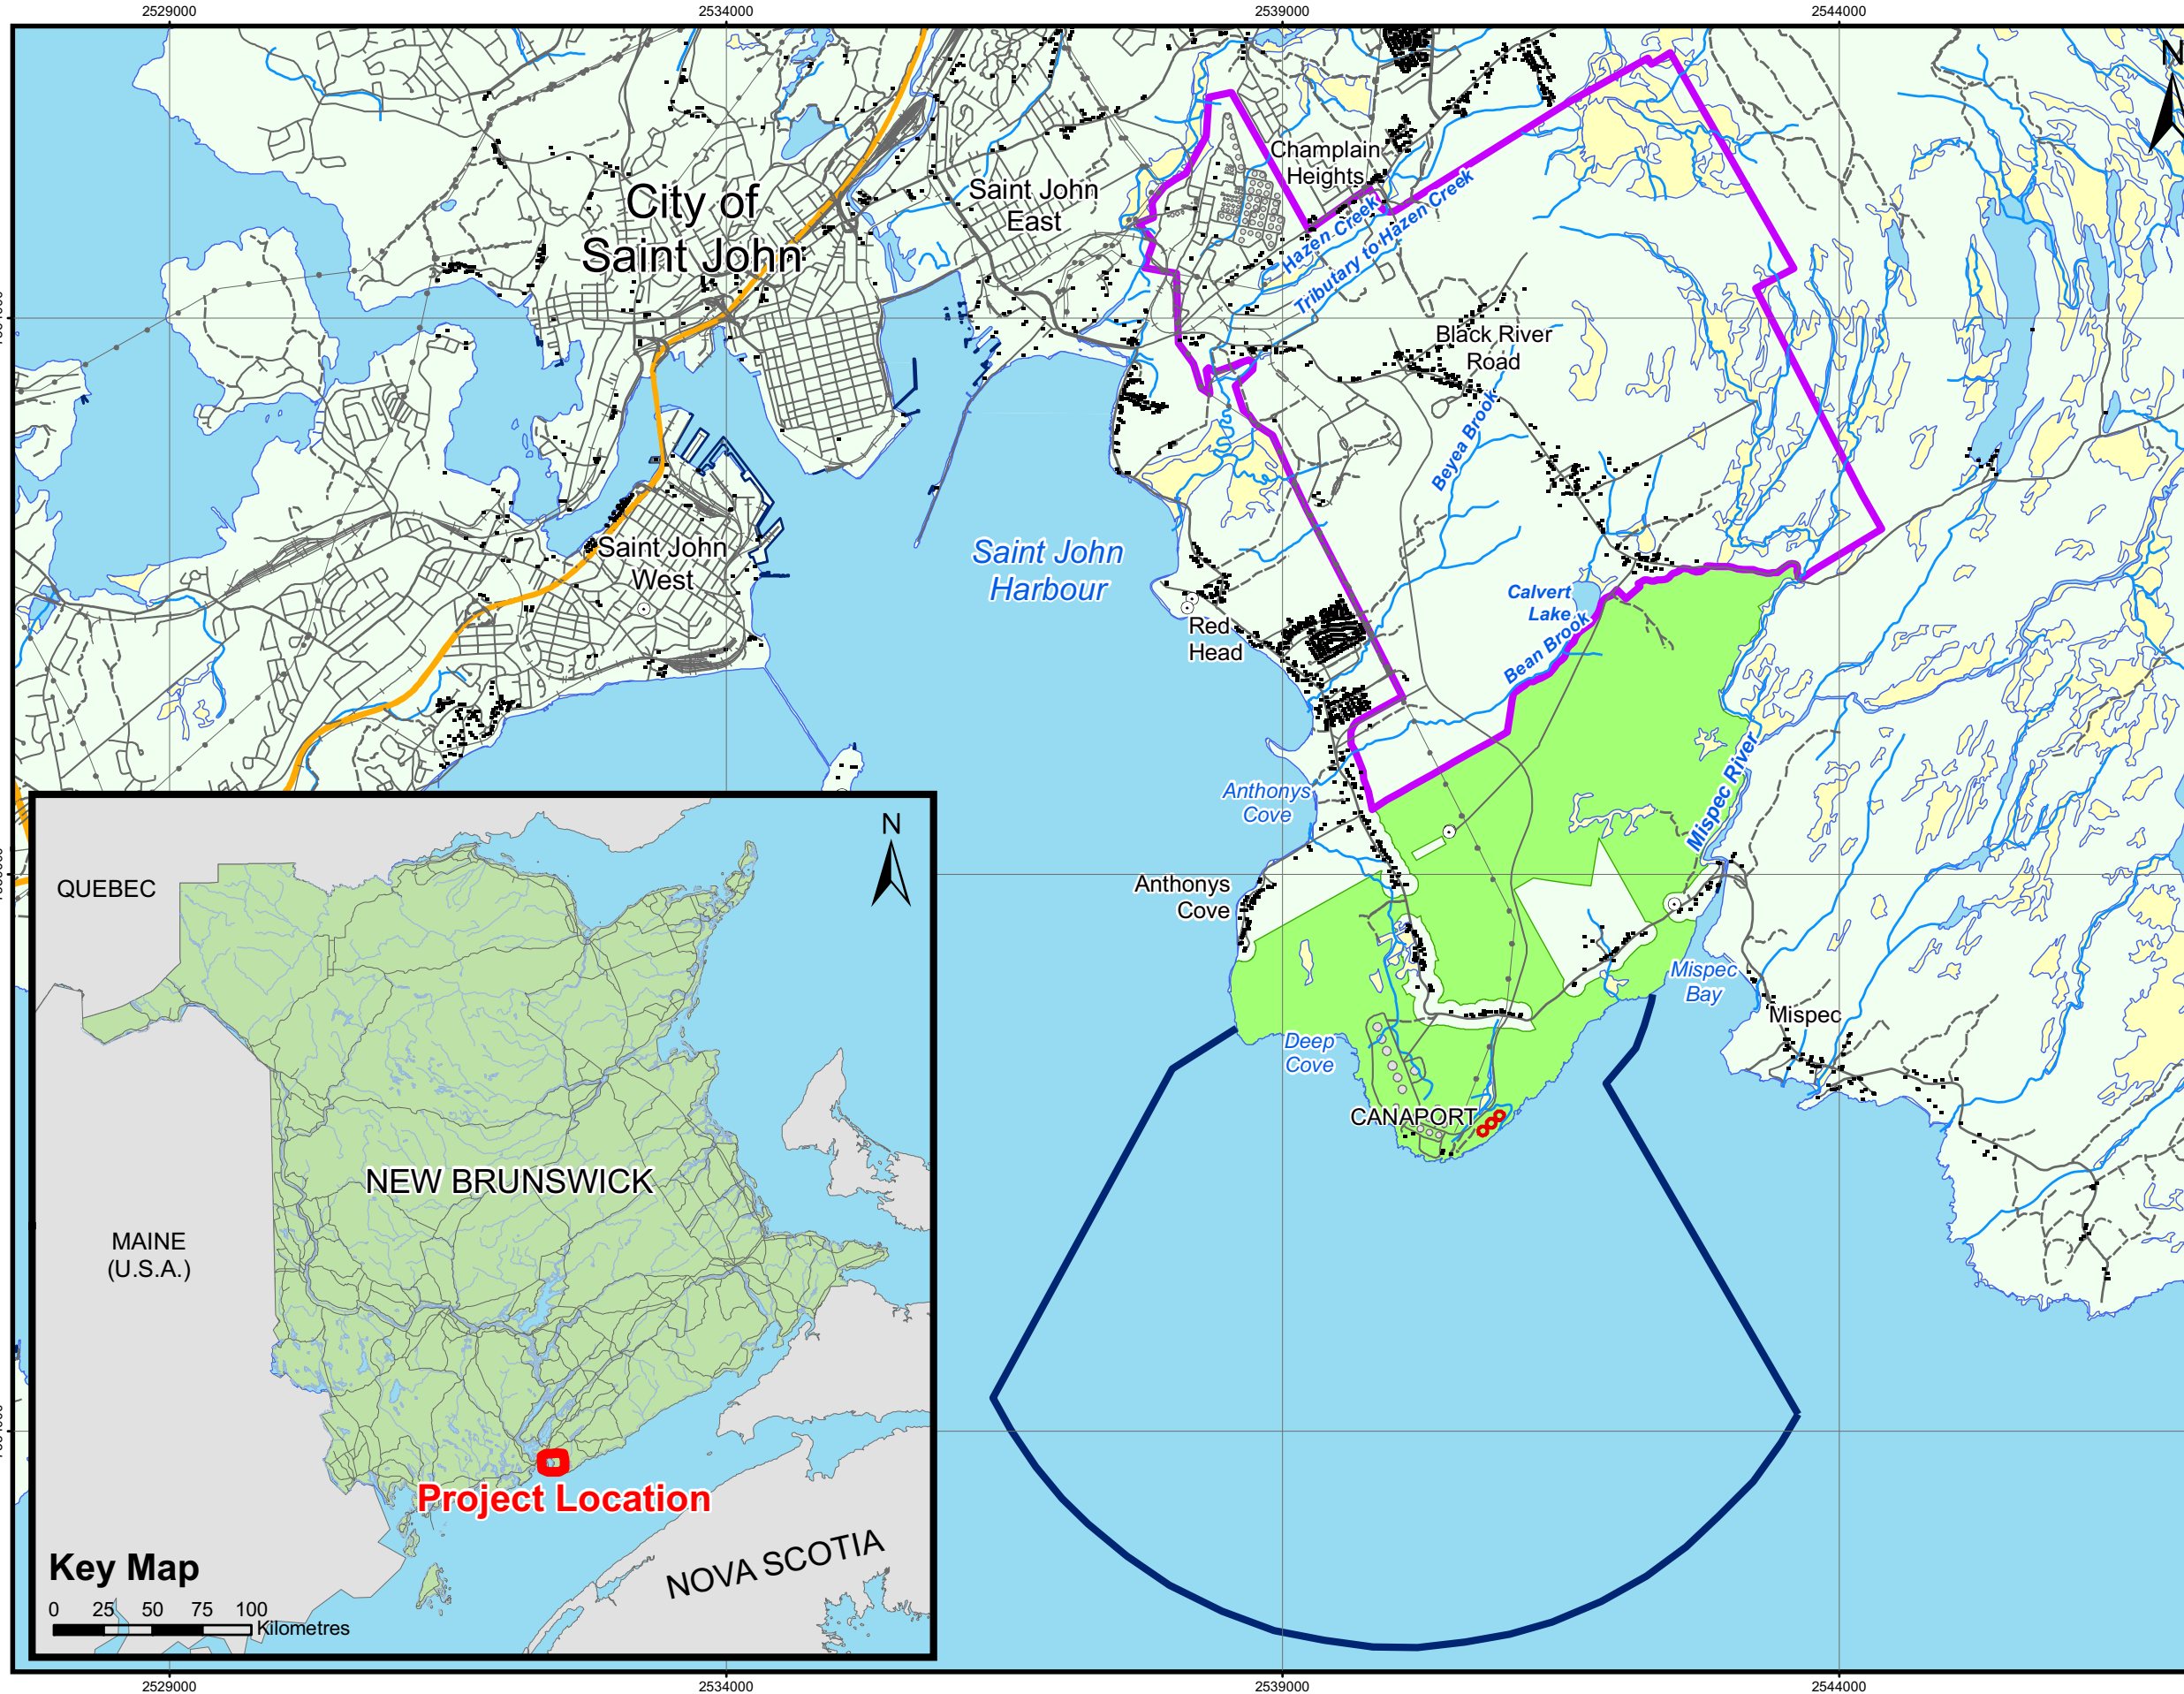 2529000
2534000
2539000
2544000
N
City of
Saint John
Saint John
East
Champlain
Heights
Hazen Creek
Tributary to Hazen Creek
Black River
Road
Beyea Brook
Saint John
West
Saint John
Harbour
Red
Head
Calvert
Lake
Bean Brook
Mispec River
Anthonys
Cove
Anthonys
Cove
Mispec
Bay
Mispec
Deep
Cove
CANAPORT
N
QUEBEC
NEW BRUNSWICK
MAINE
(U.S.A.)
Project Location
NOVA SCOTIA
Key Map
0 25 50 75 100
Kilometres
2529000
2534000
2539000
2544000